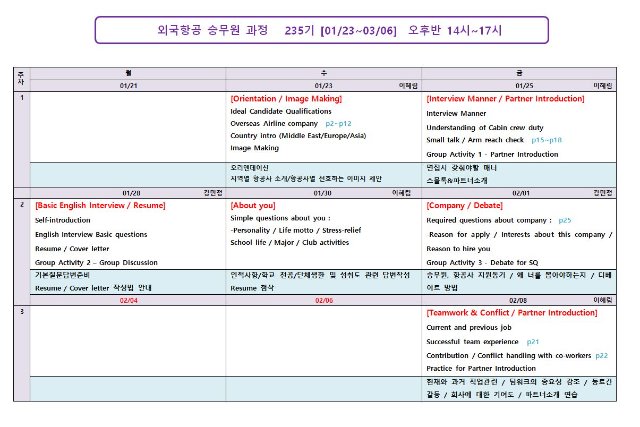 외국항공 승무원 과정 235기 [01/23~03/06] 오후반 14시~17시
주차 월 수 금
01/21 01/23 이혜림 01/25 이혜림
1
[Orientation / Image Making]
Ideal Candidate Qualifications
Overseas Airline company p2~p12
Country intro (Middle East/Europe/Asia)
Image Making
[Interview Manner / Partner Introduction]
Interview Manner
Understanding of Cabin crew duty
Small talk / Arm reach check p15~p18
Group Activity 1 - Partner Introduction
오리엔테이션
지역별 항공사 소개/항공사별 선호하는 이미지 제안
면접시 갖춰야할 매너
스몰톡&파트너소개
01/28 강민정 01/30 이혜림 02/01 강민정
2
[Basic English Interview / Resume]
Self-introduction
English Interview Basic questions
Resume / Cover letter
Group Activity 2 – Group Discussion
[About you]
Simple questions about you :
-Personality / Life motto / Stress-relief
School life / Major / Club activities
[Company / Debate]
Required questions about company : p25
-Reason for apply / Interests about this company /
Reason to hire you
Group Activity 3 - Debate for SQ
기본질문답변준비
Resume / Cover letter 작성법 안내
인적사항/학교 전공/단체생활 및 성취도 관련 답변작성
Resume 첨삭
승무원, 항공사 지원동기 / 왜 너를 뽑아야하는지 / 디베
이트 방법
02/04 02/06 02/08 이혜림
3
[Teamwork & Conflict / Partner Introduction]
Current and previous job
Successful team experience p21
Contribution / Conflict handling with co-workers p22
Practice for Partner Introduction
현재와 과거 직업관련 / 팀워크의 중요성 강조 / 동료간
갈등 / 회사에 대한 기여도 / 파트너소개 연습